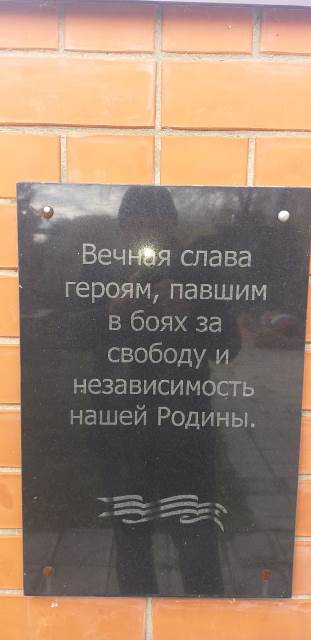 Вечная слава
героям, павшим
в боях за
свободу и
независимость
нашей Родины.